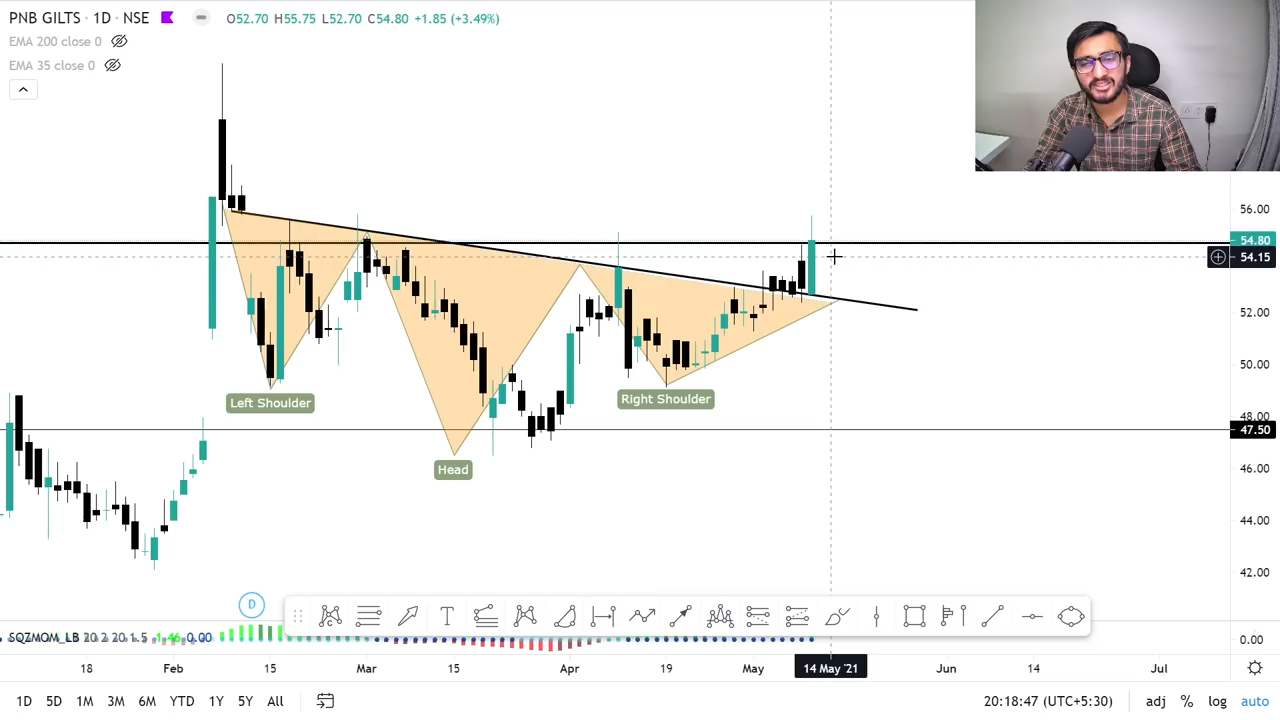 PNB GILTS · 1D · NSE
O52.70 H55.75 L52.70 C54.80 +1.85 (+3.49%)
EMA 200 close 0
EMA 35 close 0
56.00
54.80
54.15
52.00
50.00
48.00
47.50
46.00
44.00
42.00
Left Shoulder
Right Shoulder
Head
D
T
SQZMOM_LB 20 2 20 1.5 1.46 0.00
0.00
18 Feb 15 Mar 15 Apr 19 May 14 May '21 Jun 14 Jul
1D 5D 1M 3M 6M YTD 1Y 5Y All
20:18:47 (UTC+5:30)
adj % log auto